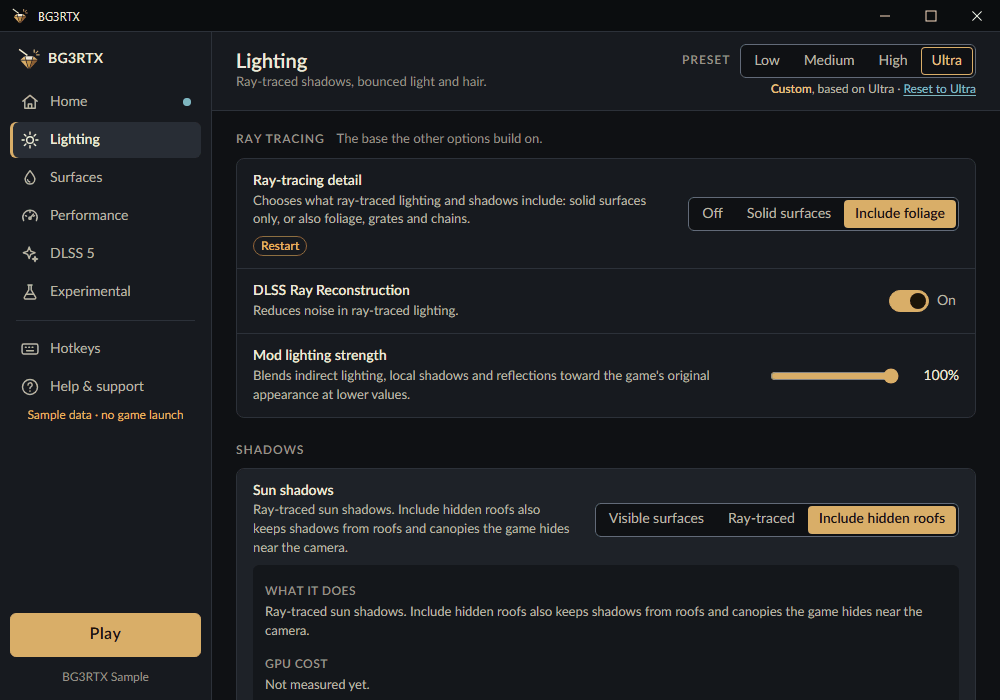 BG3RTX
BG3RTX
Home
Lighting
Surfaces
Performance
DLSS 5
Experimental
Hotkeys
Help & support
Sample data · no game launch
Play
BG3RTX Sample
Lighting
Ray-traced shadows, bounced light and hair.
PRESET Low Medium High Ultra
Custom, based on Ultra · Reset to Ultra
RAY TRACING The base the other options build on.
Ray-tracing detail
Chooses what ray-traced lighting and shadows include: solid surfaces
only, or also foliage, grates and chains.
Restart
Off Solid surfaces Include foliage
DLSS Ray Reconstruction
Reduces noise in ray-traced lighting.
On
Mod lighting strength
Blends indirect lighting, local shadows and reflections toward the game's original
appearance at lower values.
100%
SHADOWS
Sun shadows
Ray-traced sun shadows. Include hidden roofs also
keeps shadows from roofs and canopies the game hides
near the camera.
Visible surfaces Ray-traced Include hidden roofs
WHAT IT DOES
Ray-traced sun shadows. Include hidden roofs also keeps shadows from roofs and canopies the game hides near the
camera.
GPU COST
Not measured yet.